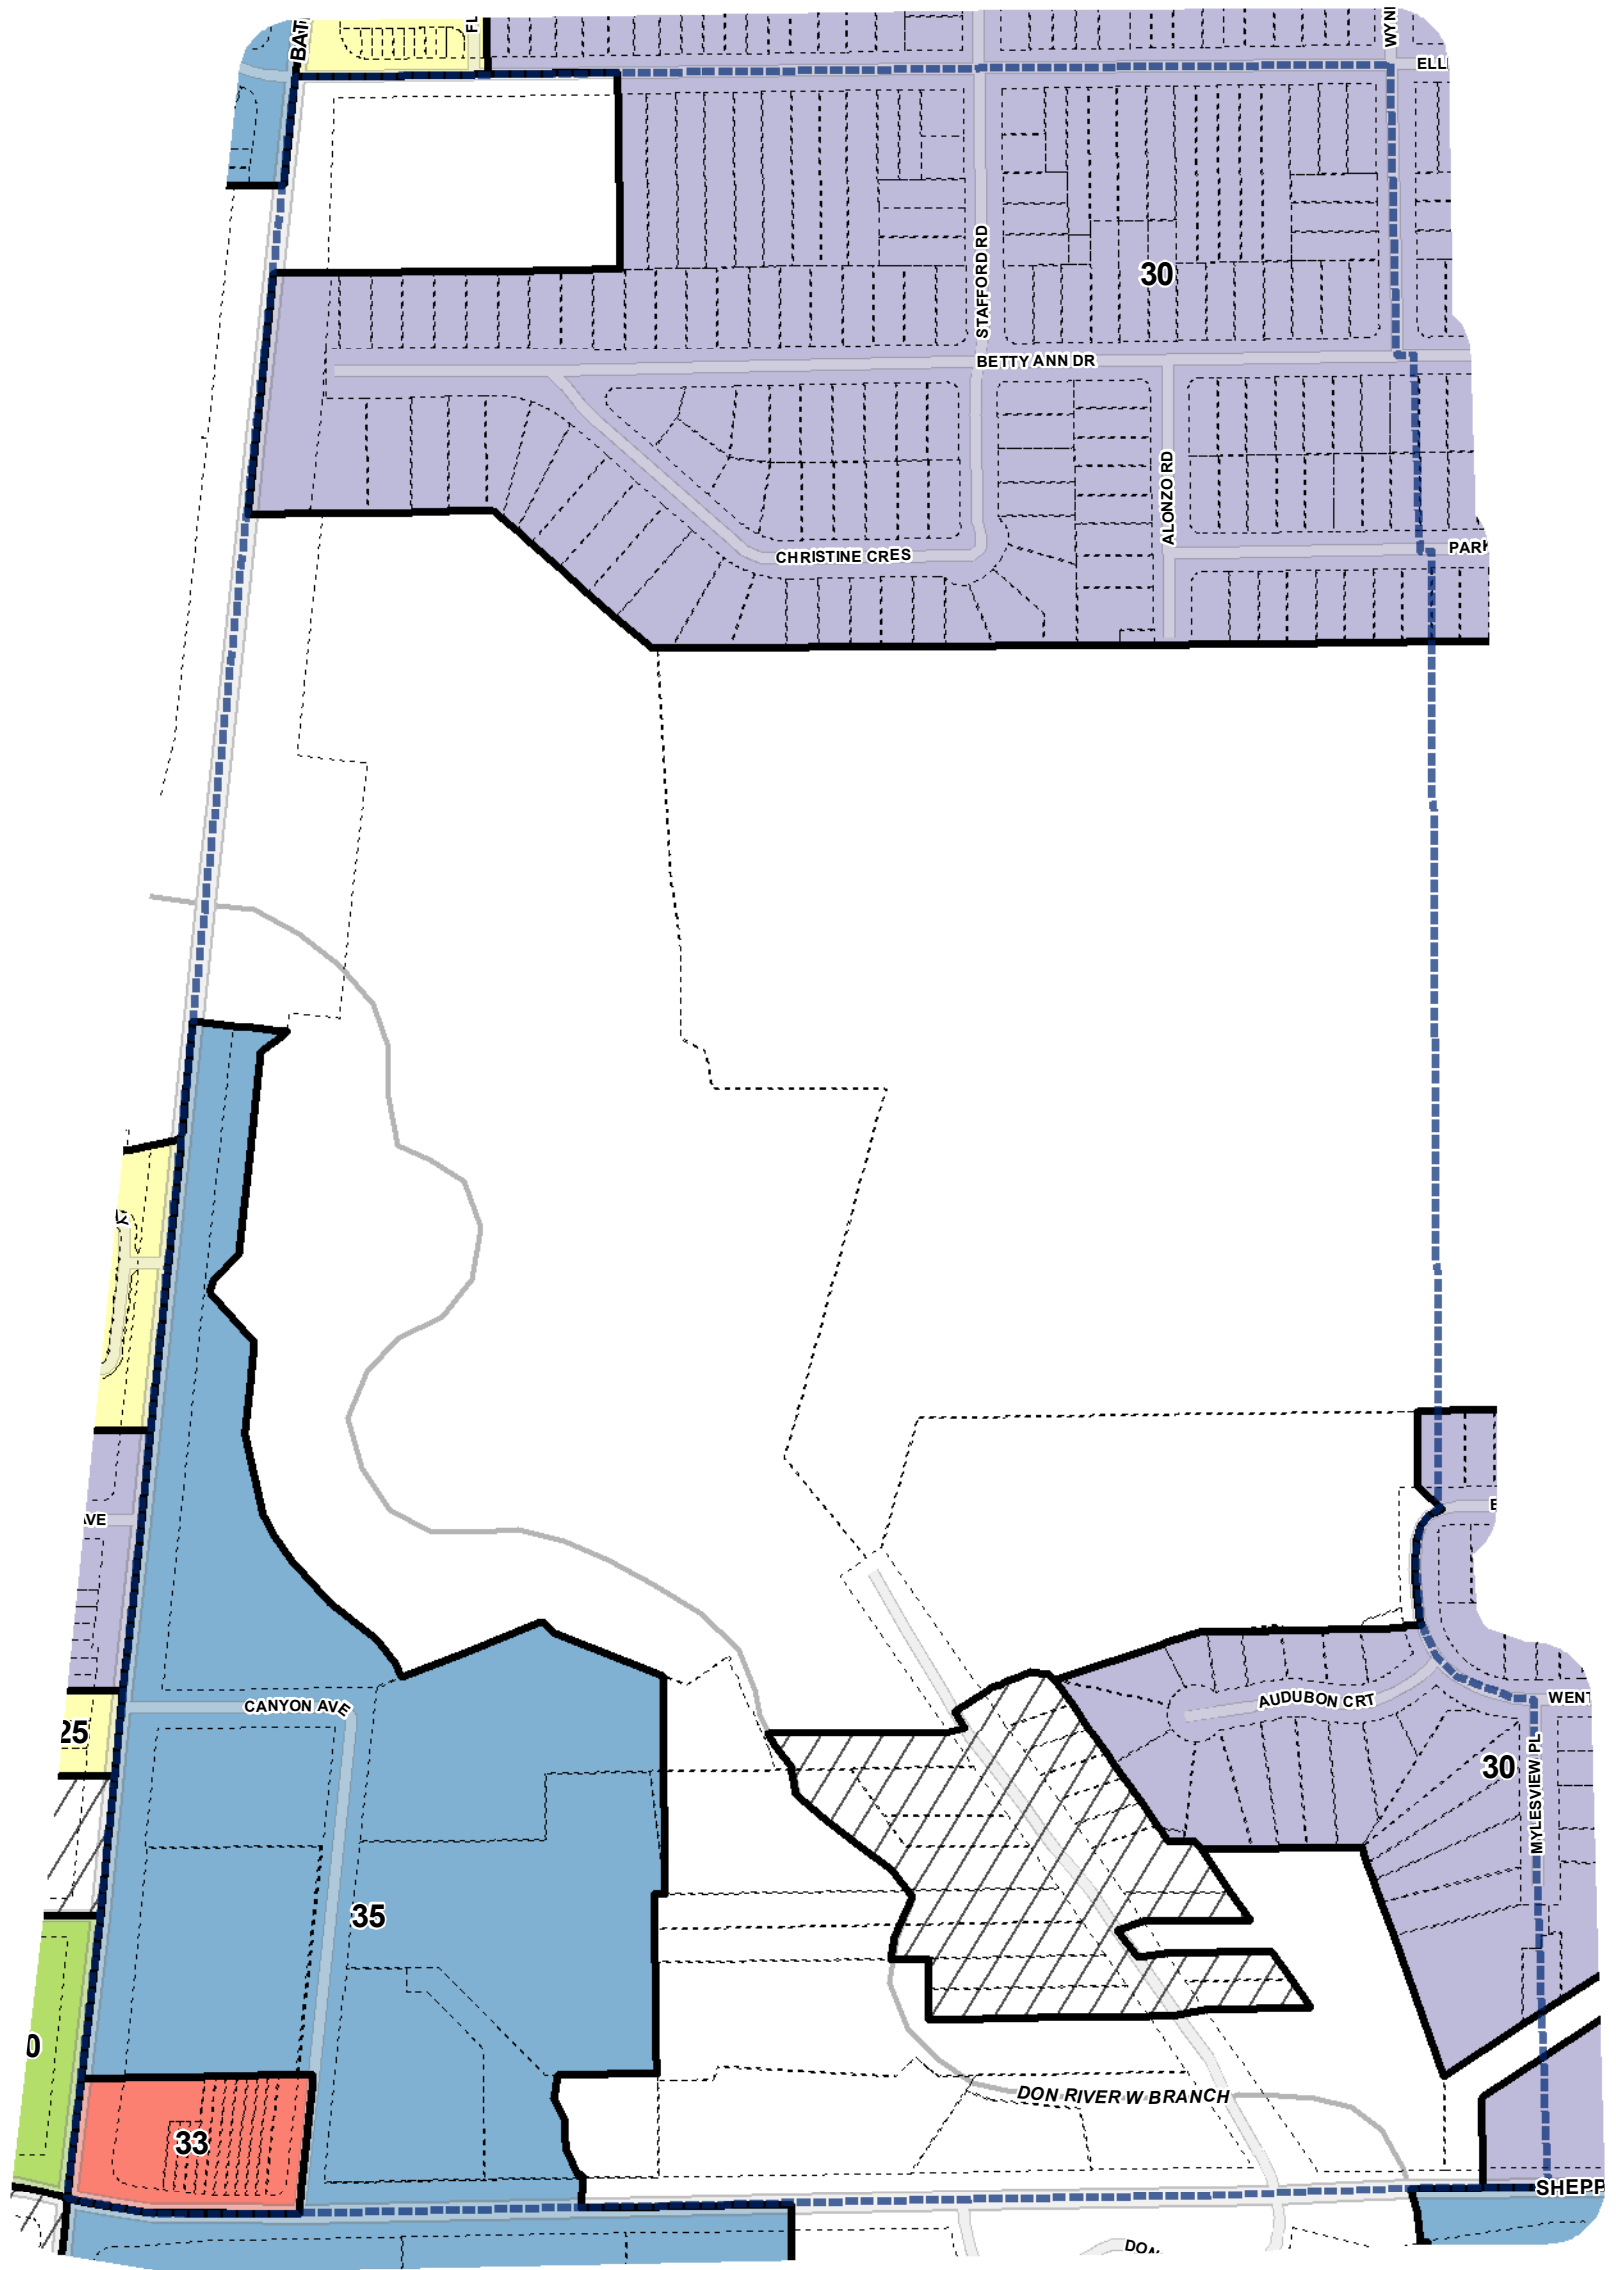 BAT
FL
WYN
ELL
STAFFORD RD
30
BETTY ANN DR
ALONZO RD
CHRISTINE CRES
PARK
E
AVE
CANYON AVE
25
AUDUBON CRT
WENT
30
MYLESVIEW PL
35
0
DON RIVER W BRANCH
33
SHEPP
DON